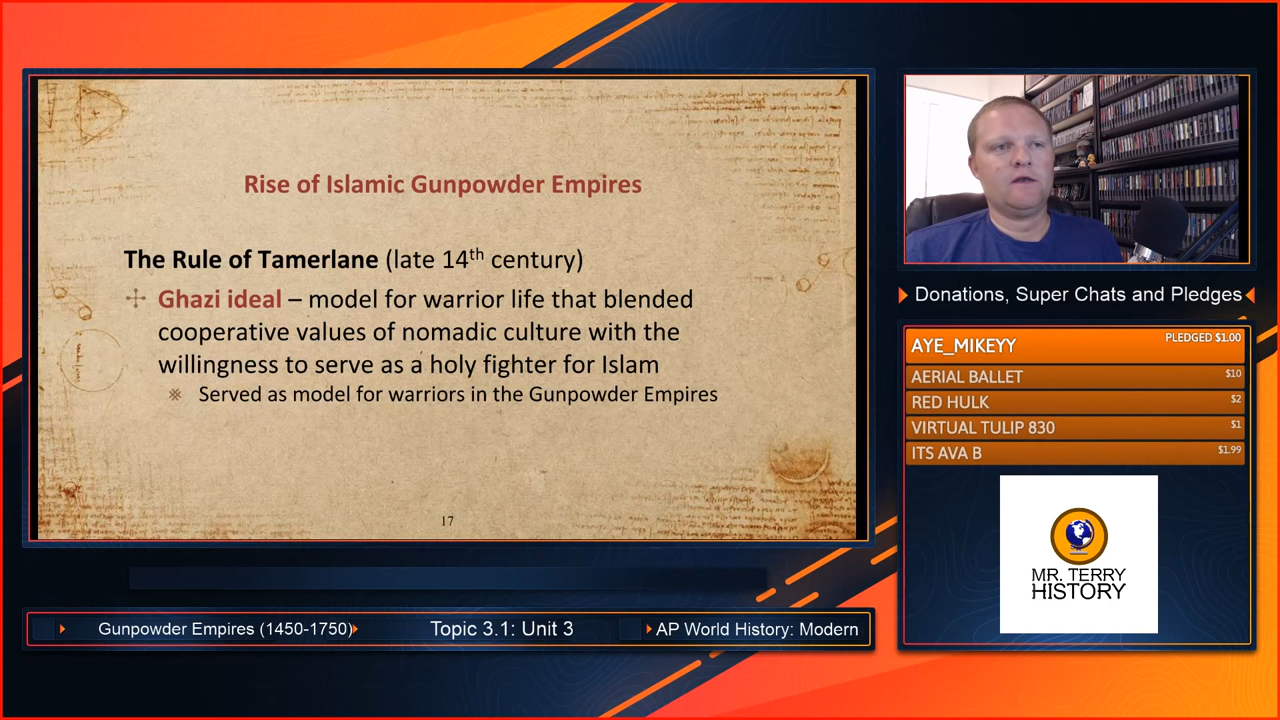 Rise of Islamic Gunpowder Empires
The Rule of Tamerlane (late 14th century)
Ghazi ideal – model for warrior life that blended
cooperative values of nomadic culture with the
willingness to serve as a holy fighter for Islam
Served as model for warriors in the Gunpowder Empires
17
Donations, Super Chats and Pledges
AYE_MIKEYY PLEDGED $1.00
AERIAL BALLET $10
RED HULK $2
VIRTUAL TULIP 830 $1
ITS AVA B $1.99
MR. TERRY
HISTORY
Gunpowder Empires (1450-1750) Topic 3.1: Unit 3 AP World History: Modern